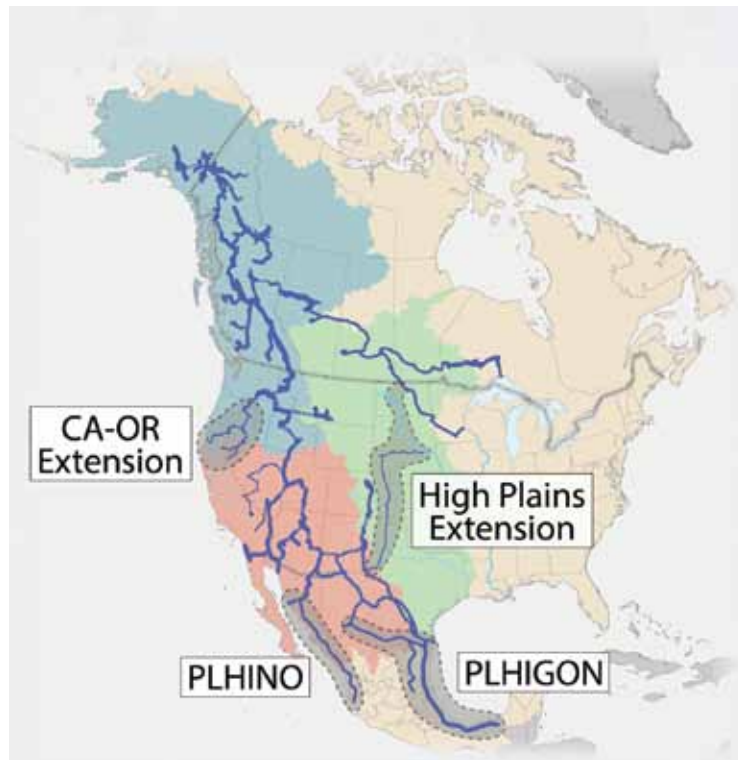 CA-OR
Extension
High Plains
Extension
PLHINO
PLHIGON